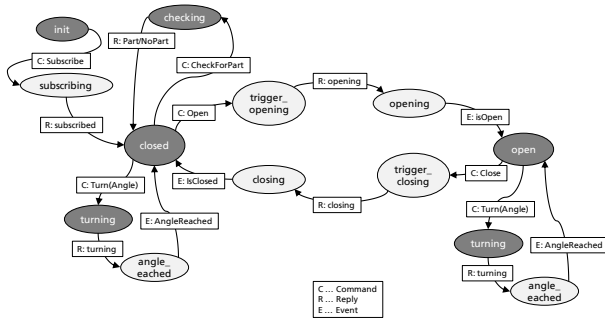 init
checking
R: Part/NoPart
C: Subscribe
C: CheckForPart
subscribing
trigger_
opening
R: opening
opening
C: Open
E: isOpen
R: subscribed
closed
open
E: IsClosed
closing
trigger_
closing
C: Close
C: Turn(Angle)
R: closing
C: Turn(Angle)
turning
E: AngleReached
turning
E: AngleReached
R: turning
angle_
eached
R: turning
angle_
eached
C ... Command
R ... Reply
E ... Event